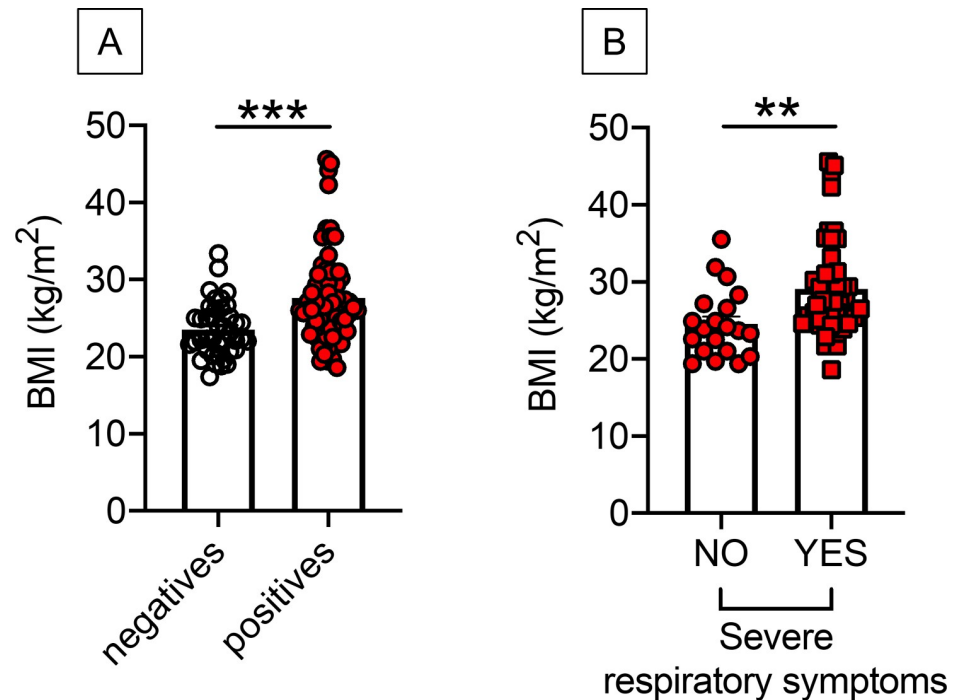 A
***
BMI (kg/m²)
50
40
30
20
10
0
negatives
positives
B
**
BMI (kg/m²)
50
40
30
20
10
0
NO
YES
Severe
respiratory symptoms